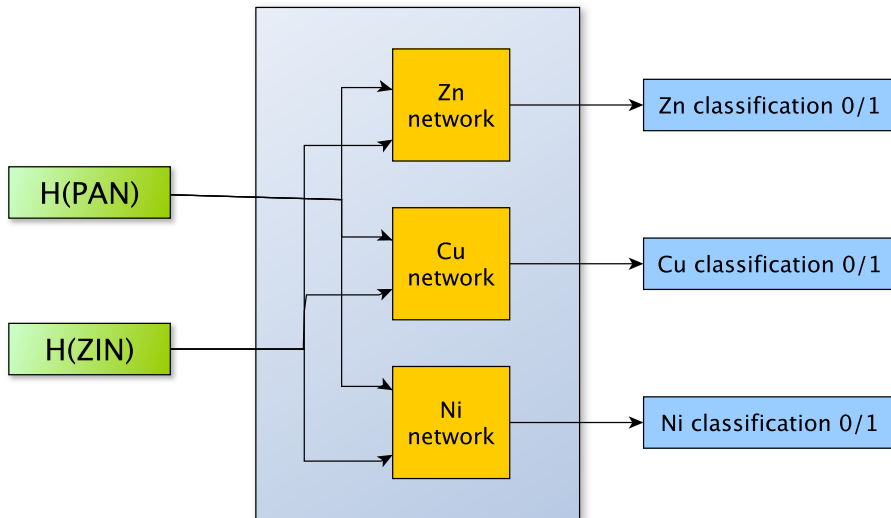 H(PAN)
H(ZIN)
Zn
network
Cu
network
Ni
network
Zn classification 0/1
Cu classification 0/1
Ni classification 0/1